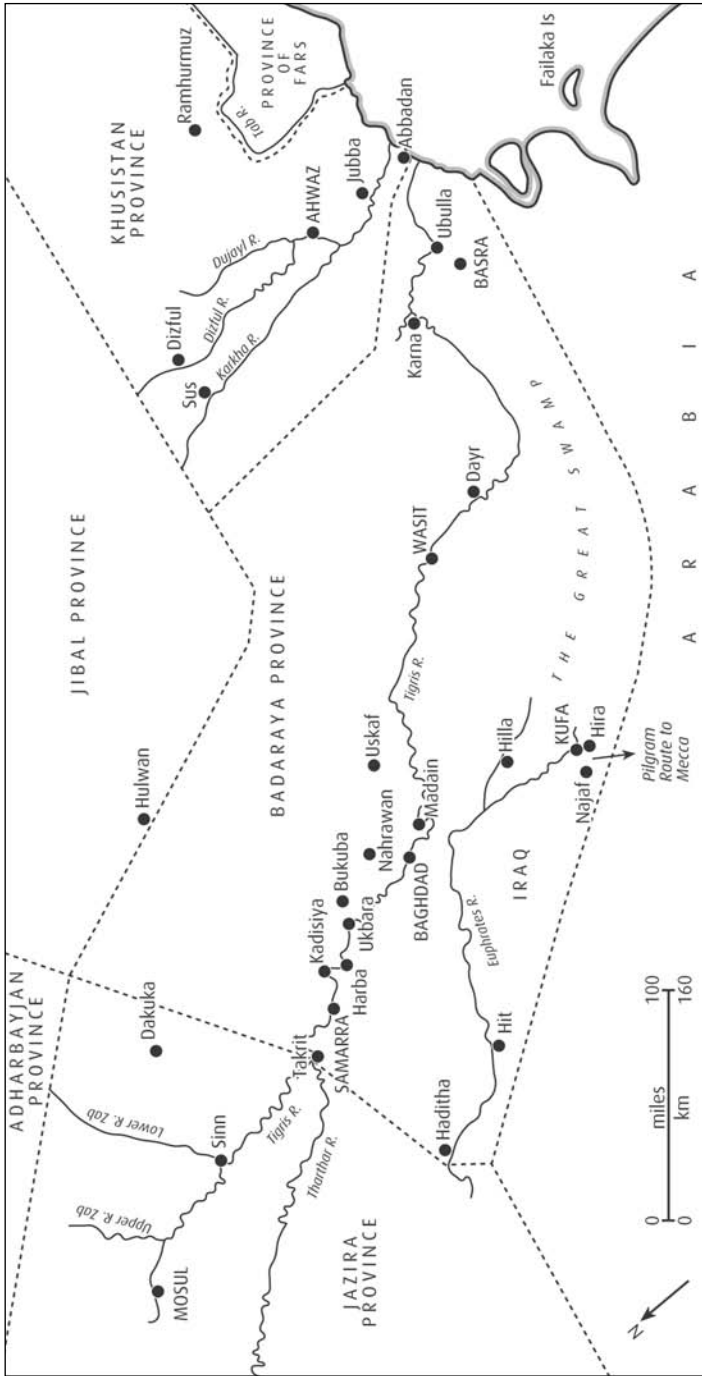 ADHARBAYJAN
PROVINCE
JIBAL PROVINCE
KHUSISTAN
PROVINCE
Ramhurmuz
Tab R.
PROVINCE
OF
FARS
MOSUL
Upper R. Zab
Lower R. Zab
Sinn
Dakuka
Hulwan
Dizful
Sus
Dujayl R.
Dizful R.
Karkha R.
AHWAZ
Jubba
Abbadan
Failaka Is
Tigris R.
Tharthar R.
Takrit
SAMARRA
Kadisiya
Harba
Ukbara
Bukuba
BADARAYA PROVINCE
Nahrawan
Uskaf
BAGHDAD
Madain
Tigris R.
WASIT
Dayr
Karna
Ubulla
BASRA
JAZIRA
PROVINCE
Haditha
Hit
Euphrates R.
IRAQ
Hilla
KUFA
Hira
Najaf
Pilgram
Route to
Mecca
THE GREAT SWAMP
ARABIA
N
0 miles 100
0 km 160